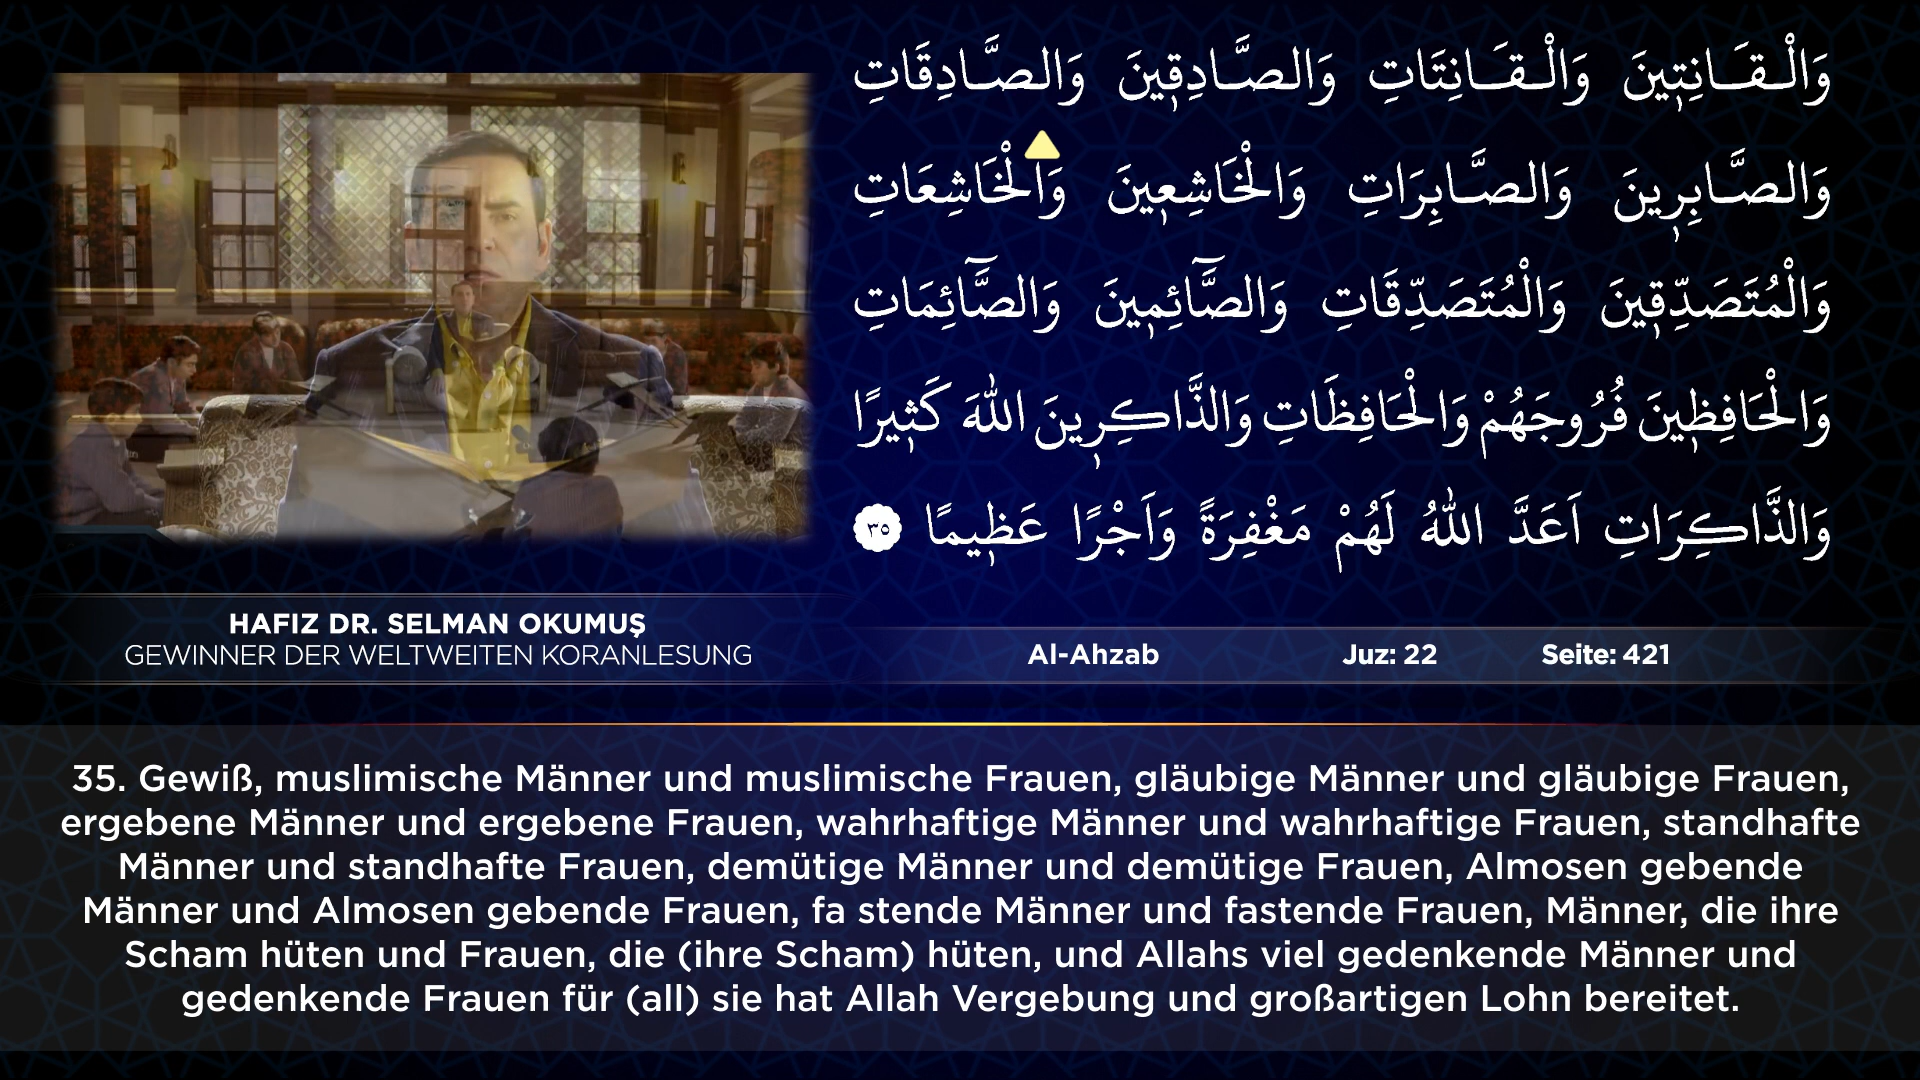 وَالْقَانِتِينَ وَالْقَانِتَاتِ وَالصَّادِقِينَ وَالصَّادِقَاتِ
وَالصَّابِرِينَ وَالصَّابِرَاتِ وَالْخَاشِعِينَ وَالْخَاشِعَاتِ
وَالْمُتَصَدِّقِينَ وَالْمُتَصَدِّقَاتِ وَالصَّٓائِمِينَ وَالصَّٓائِمَاتِ
وَالْحَافِظِينَ فُرُوجَهُمْ وَالْحَافِظَاتِ وَالذَّاكِرِينَ اللّٰهَ كَثِيرًا
وَالذَّاكِرَاتِ اَعَدَّ اللّٰهُ لَهُمْ مَغْفِرَةً وَاَجْرًا عَظِيمًا ٣٥
HAFIZ DR. SELMAN OKUMUŞ
GEWINNER DER WELTWEITEN KORANLESUNG
Al-Ahzab Juz: 22 Seite: 421
35. Gewiß, muslimische Männer und muslimische Frauen, gläubige Männer und gläubige Frauen,
ergebene Männer und ergebene Frauen, wahrhaftige Männer und wahrhaftige Frauen, standhafte
Männer und standhafte Frauen, demütige Männer und demütige Frauen, Almosen gebende
Männer und Almosen gebende Frauen, fa stende Männer und fastende Frauen, Männer, die ihre
Scham hüten und Frauen, die (ihre Scham) hüten, und Allahs viel gedenkende Männer und
gedenkende Frauen für (all) sie hat Allah Vergebung und großartigen Lohn bereitet.